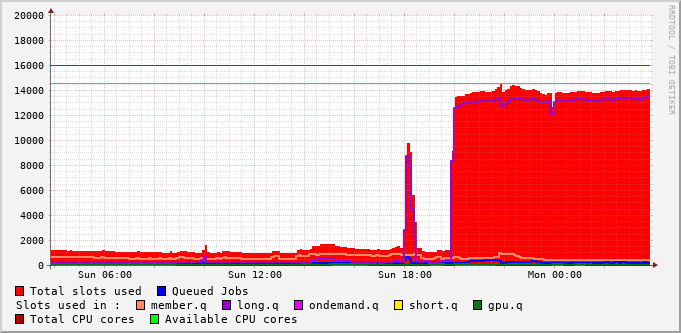 20000
18000
16000
14000
12000
10000
8000
6000
4000
2000
0
Sun 06:00 Sun 12:00 Sun 18:00 Mon 00:00
RRDTOOL / TOBI OETIKER
Total slots used Queued Jobs
Slots used in : member.q long.q ondemand.q short.q gpu.q
Total CPU cores Available CPU cores